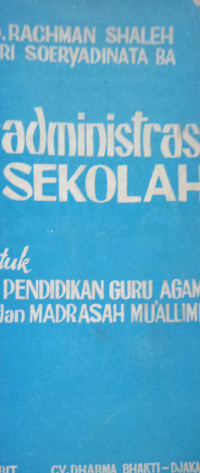 D. RACHMAN SHALEH
RI SOERYADINATA BA
administras
SEKOLAH
tuk
PENDIDIKAN GURU AGAM
dan MADRASAH MU'ALLIMI
BIT CV. DHARMA BHAKTI-DJAKA